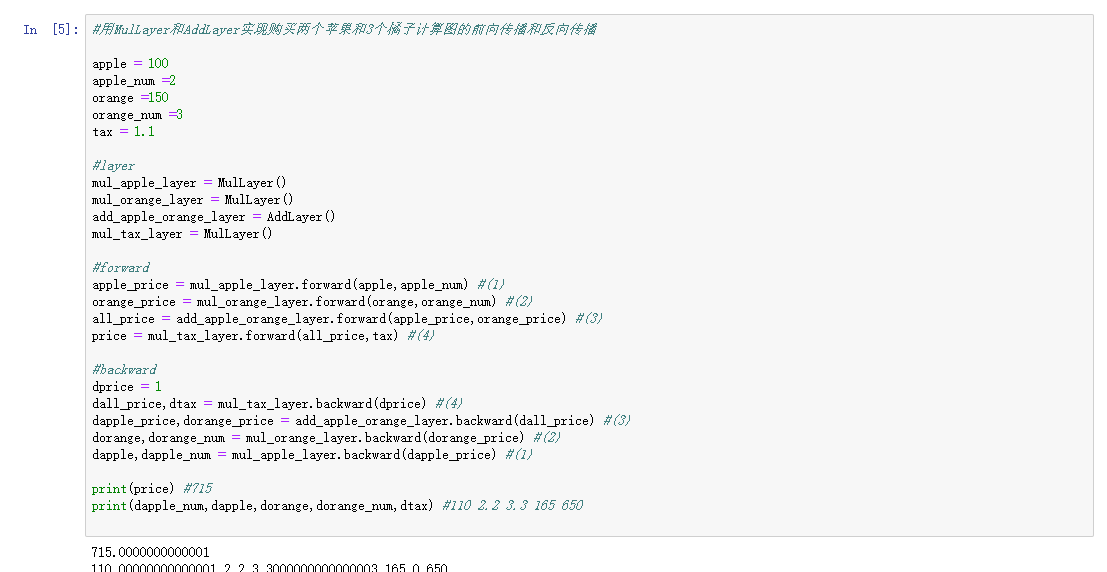 In [5]:
#用MulLayer和AddLayer实现购买两个苹果和3个橘子计算图的前向传播和反向传播
apple = 100
apple_num =2
orange =150
orange_num =3
tax = 1.1
#layer
mul_apple_layer = MulLayer()
mul_orange_layer = MulLayer()
add_apple_orange_layer = AddLayer()
mul_tax_layer = MulLayer()
#forward
apple_price = mul_apple_layer.forward(apple,apple_num) #(1)
orange_price = mul_orange_layer.forward(orange,orange_num) #(2)
all_price = add_apple_orange_layer.forward(apple_price,orange_price) #(3)
price = mul_tax_layer.forward(all_price,tax) #(4)
#backward
dprice = 1
dall_price,dtax = mul_tax_layer.backward(dprice) #(4)
dapple_price,dorange_price = add_apple_orange_layer.backward(dall_price) #(3)
dorange,dorange_num = mul_orange_layer.backward(dorange_price) #(2)
dapple,dapple_num = mul_apple_layer.backward(dapple_price) #(1)
print(price) #715
print(dapple_num,dapple,dorange,dorange_num,dtax) #110 2.2 3.3 165 650
715.0000000000001
110.00000000000001 2.2 3.3000000000000003 165.0 650